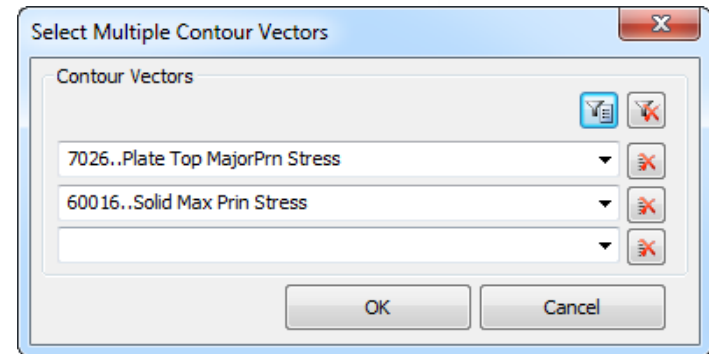 Select Multiple Contour Vectors
Contour Vectors
7026..Plate Top MajorPrn Stress
60016..Solid Max Prin Stress
OK
Cancel